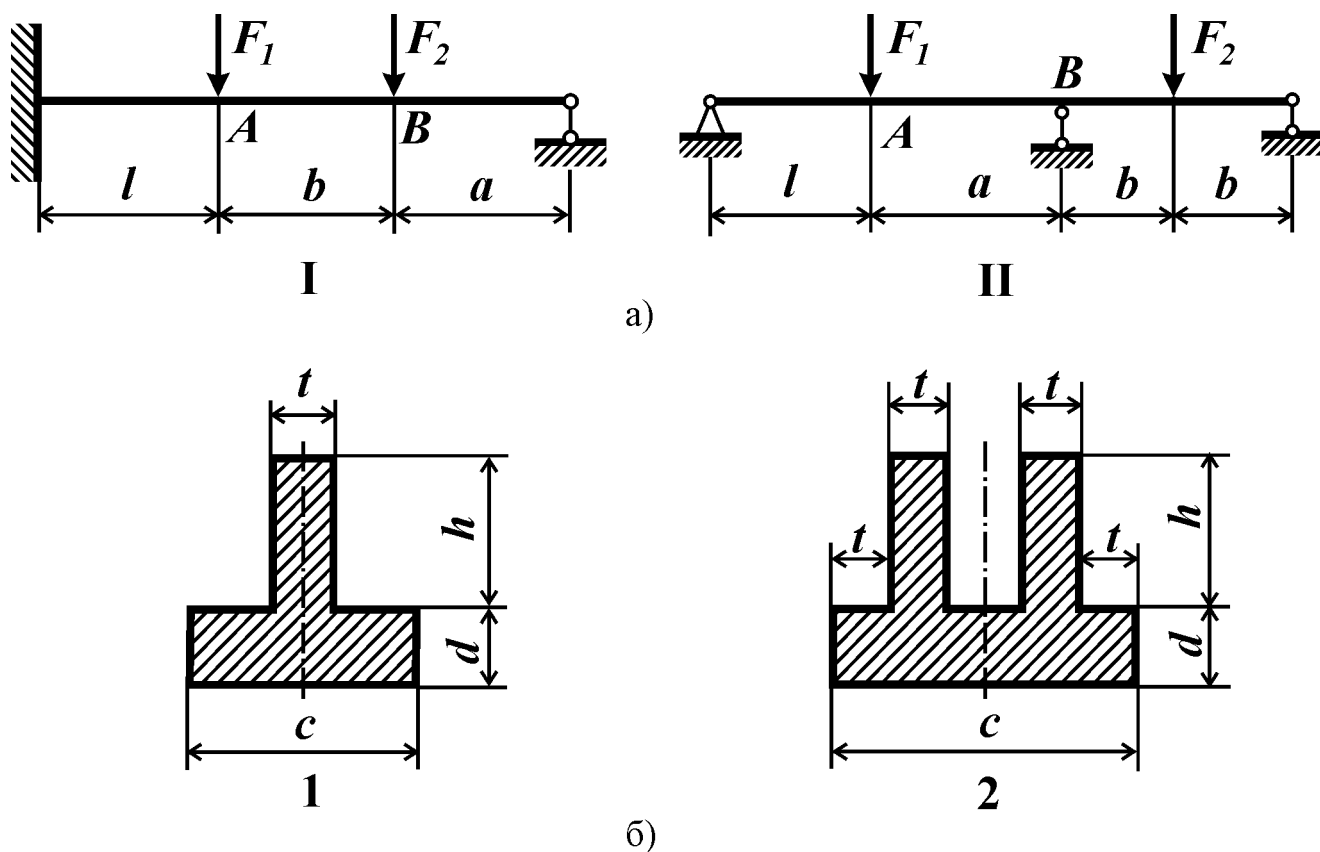 F1 F2 F1 F2
A B A B
l b a l a b b
I II
а)
t t t
h t t h
d d
c c
1 2
б)